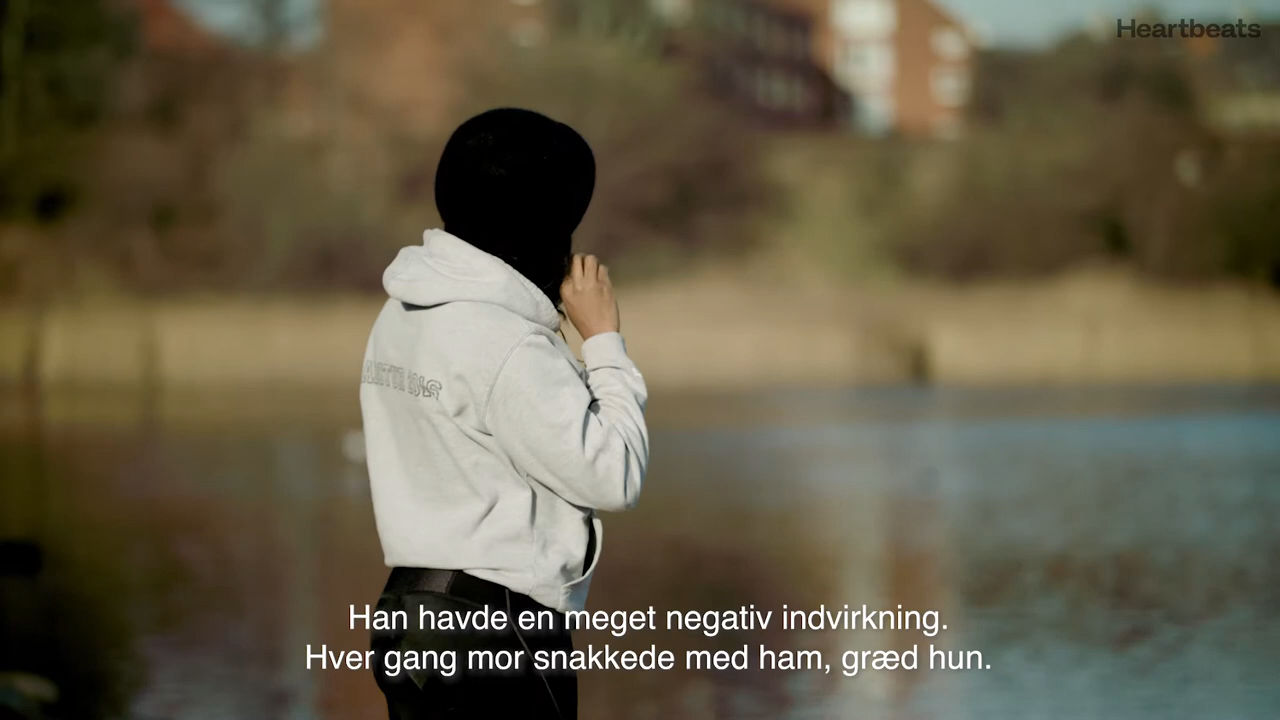 Heartbeats
Han havde en meget negativ indvirkning.
Hver gang mor snakkede med ham, græd hun.